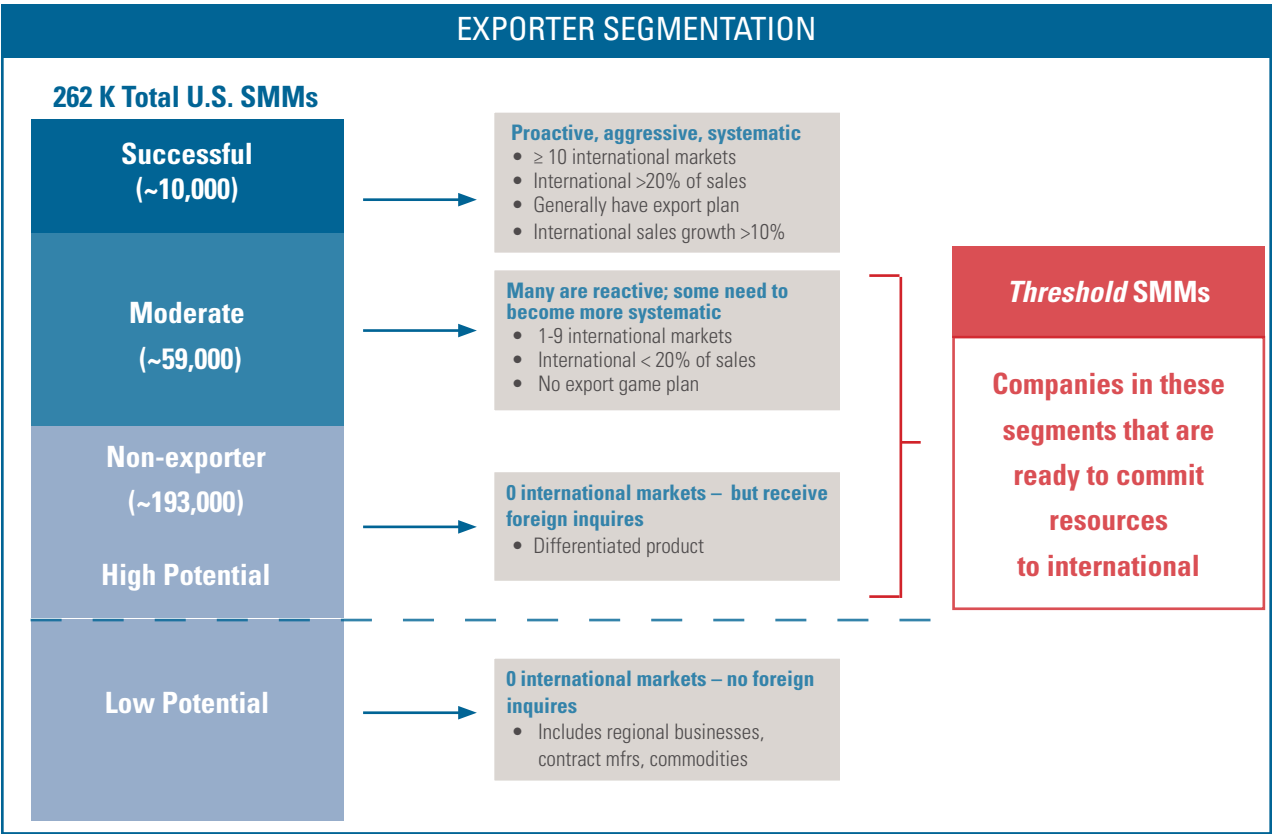 EXPORTER SEGMENTATION
262 K Total U.S. SMMs
Successful
(~10,000)
Proactive, aggressive, systematic
• ≥ 10 international markets
• International >20% of sales
• Generally have export plan
• International sales growth >10%
Moderate
(~59,000)
Many are reactive; some need to
become more systematic
• 1-9 international markets
• International < 20% of sales
• No export game plan
Non-exporter
(~193,000)
High Potential
0 international markets – but receive
foreign inquires
• Differentiated product
Threshold SMMs
Companies in these
segments that are
ready to commit
resources
to international
Low Potential
0 international markets – no foreign
inquires
• Includes regional businesses,
contract mfrs, commodities